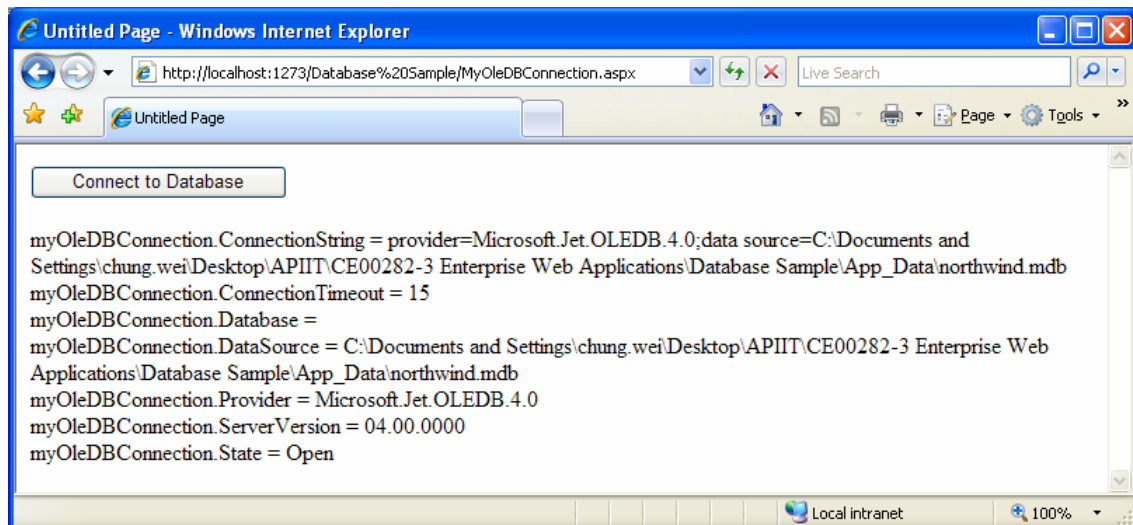 Untitled Page - Windows Internet Explorer
http://localhost:1273/Database%20Sample/MyOleDBConnection.aspx
Live Search
Untitled Page
Page
Tools
Connect to Database
myOleDBConnection.ConnectionString = provider=Microsoft.Jet.OLEDB.4.0;data source=C:\Documents and
Settings\chung.wei\Desktop\APIIT\CE00282-3 Enterprise Web Applications\Database Sample\App_Data\northwind.mdb
myOleDBConnection.ConnectionTimeout = 15
myOleDBConnection.Database =
myOleDBConnection.DataSource = C:\Documents and Settings\chung.wei\Desktop\APIIT\CE00282-3 Enterprise Web
Applications\Database Sample\App_Data\northwind.mdb
myOleDBConnection.Provider = Microsoft.Jet.OLEDB.4.0
myOleDBConnection.ServerVersion = 04.00.0000
myOleDBConnection.State = Open
Local intranet
100%